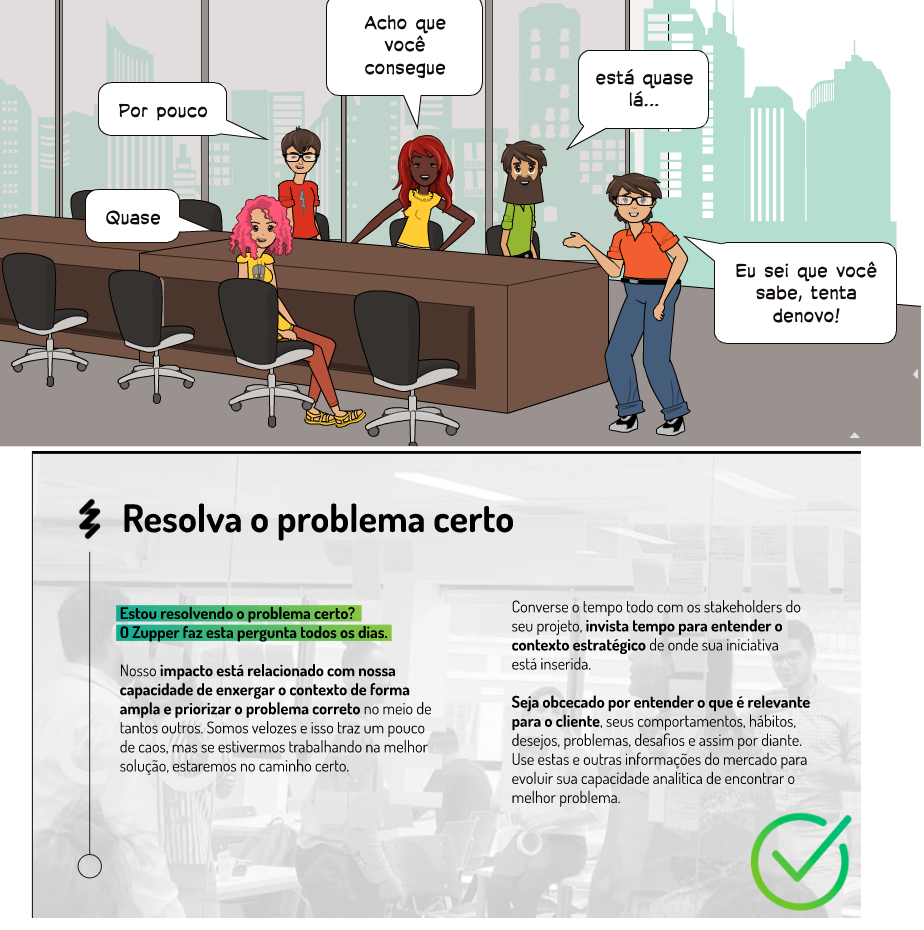 Acho que
você
consegue
está quase
lá...
Por pouco
Quase
Eu sei que você
sabe, tenta
denovo!
Resolva o problema certo
Estou resolvendo o problema certo?
O Zupper faz esta pergunta todos os dias.
Nosso impacto está relacionado com nossa
capacidade de enxergar o contexto de forma
ampla e priorizar o problema correto no meio de
tantos outros. Somos velozes e isso traz um pouco
de caos, mas se estivermos trabalhando na melhor
solução, estaremos no caminho certo.
Converse o tempo todo com os stakeholders do
seu projeto, invista tempo para entender o
contexto estratégico de onde sua iniciativa
está inserida.
Seja obcecado por entender o que é relevante
para o cliente, seus comportamentos, hábitos,
desejos, problemas, desafios e assim por diante.
Use estas e outras informações do mercado para
evoluir sua capacidade analítica de encontrar o
melhor problema.